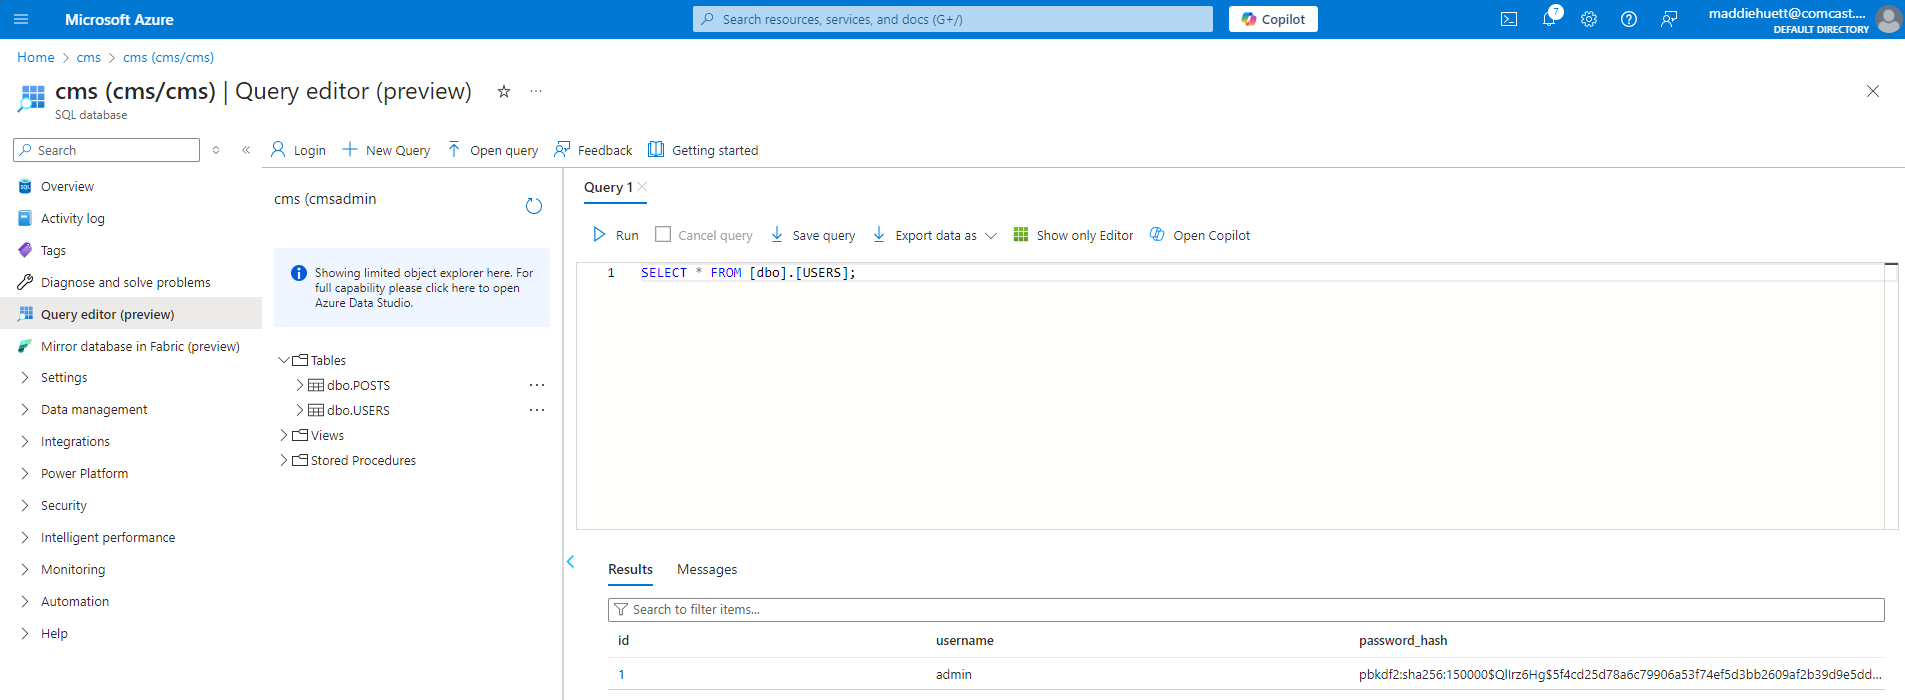 Microsoft Azure
Search resources, services, and docs (G+/)
Copilot
7
maddiehuett@comcast....
DEFAULT DIRECTORY
Home > cms > cms (cms/cms)
cms (cms/cms) | Query editor (preview)
SQL database
Search
Login
New Query
Open query
Feedback
Getting started
Overview
Activity log
Tags
Diagnose and solve problems
Query editor (preview)
Mirror database in Fabric (preview)
Settings
Data management
Integrations
Power Platform
Security
Intelligent performance
Monitoring
Automation
Help
cms (cmsadmin
Showing limited object explorer here. For
full capability please click here to open
Azure Data Studio.
Tables
dbo.POSTS
dbo.USERS
Views
Stored Procedures
Query 1
Run
Cancel query
Save query
Export data as
Show only Editor
Open Copilot
1 SELECT * FROM [dbo].[USERS];
Results Messages
Search to filter items...
id username password_hash
1 admin pbkdf2:sha256:150000$QlIrz6Hg$5f4cd25d78a6c79906a53f74ef5d3bb2609af2b39d9e5dd...